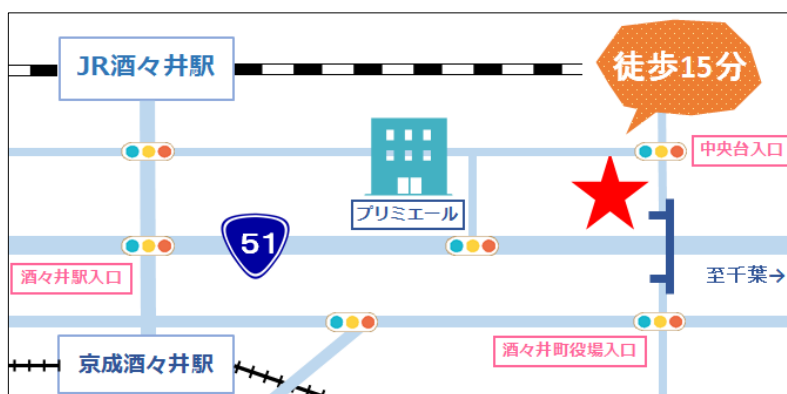 JR酒々井駅
徒歩15分
中央台入口
プリミエール
51
酒々井駅入口
至千葉→
酒々井町役場入口
京成酒々井駅